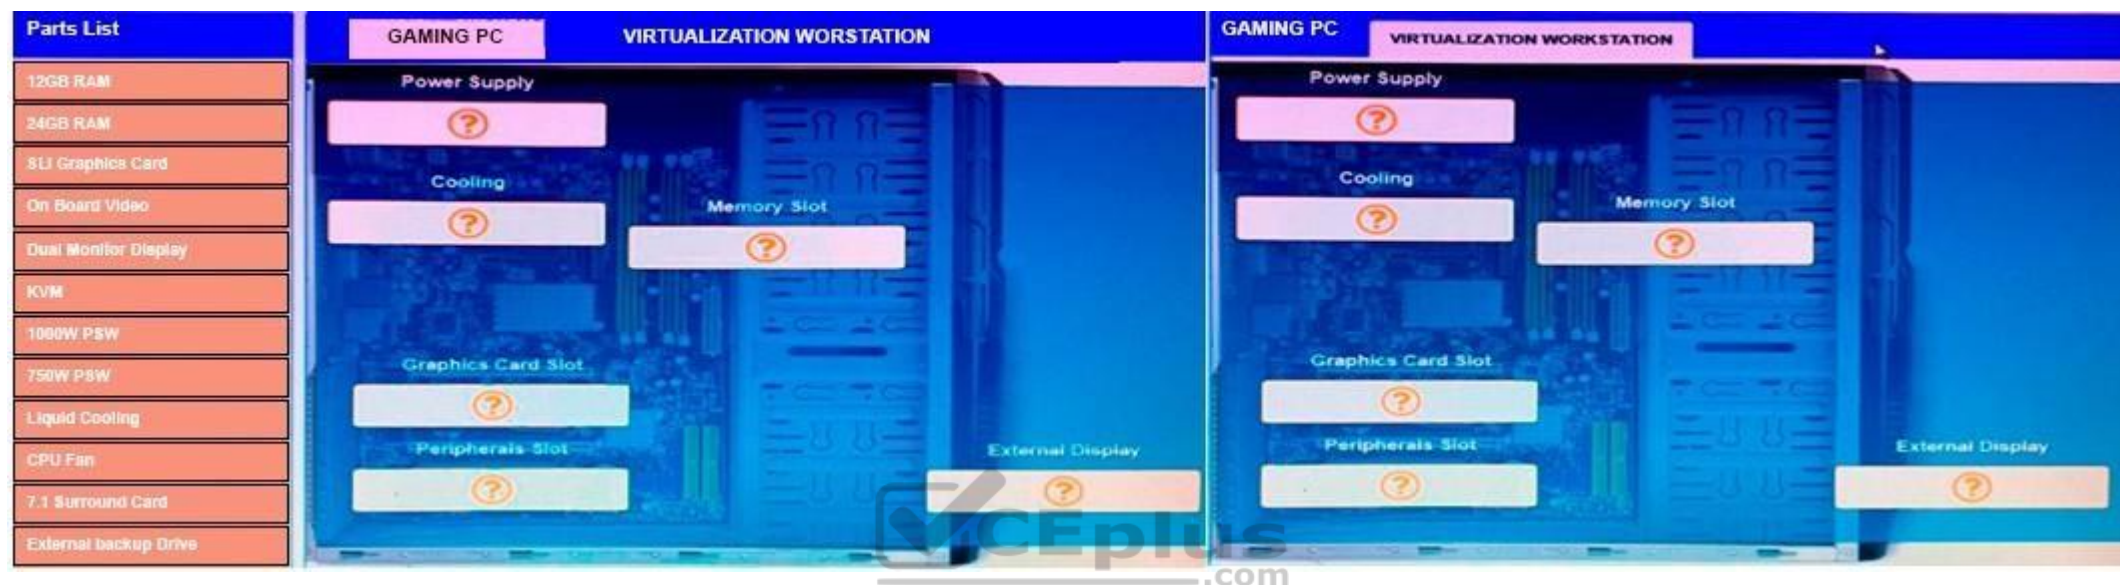 Parts List
12GB RAM
24GB RAM
SLI Graphics Card
On Board Video
Dual Monitor Display
KVM
1000W PSW
750W PSW
Liquid Cooling
CPU Fan
7.1 Surround Card
External backup Drive
GAMING PC
VIRTUALIZATION WORSTATION
Power Supply
?
Cooling
?
Memory Slot
?
Graphics Card Slot
?
Peripherals Slot
?
External Display
?
GAMING PC
VIRTUALIZATION WORKSTATION
Power Supply
?
Cooling
?
Memory Slot
?
Graphics Card Slot
?
Peripherals Slot
?
External Display
?
VCEplus
.com